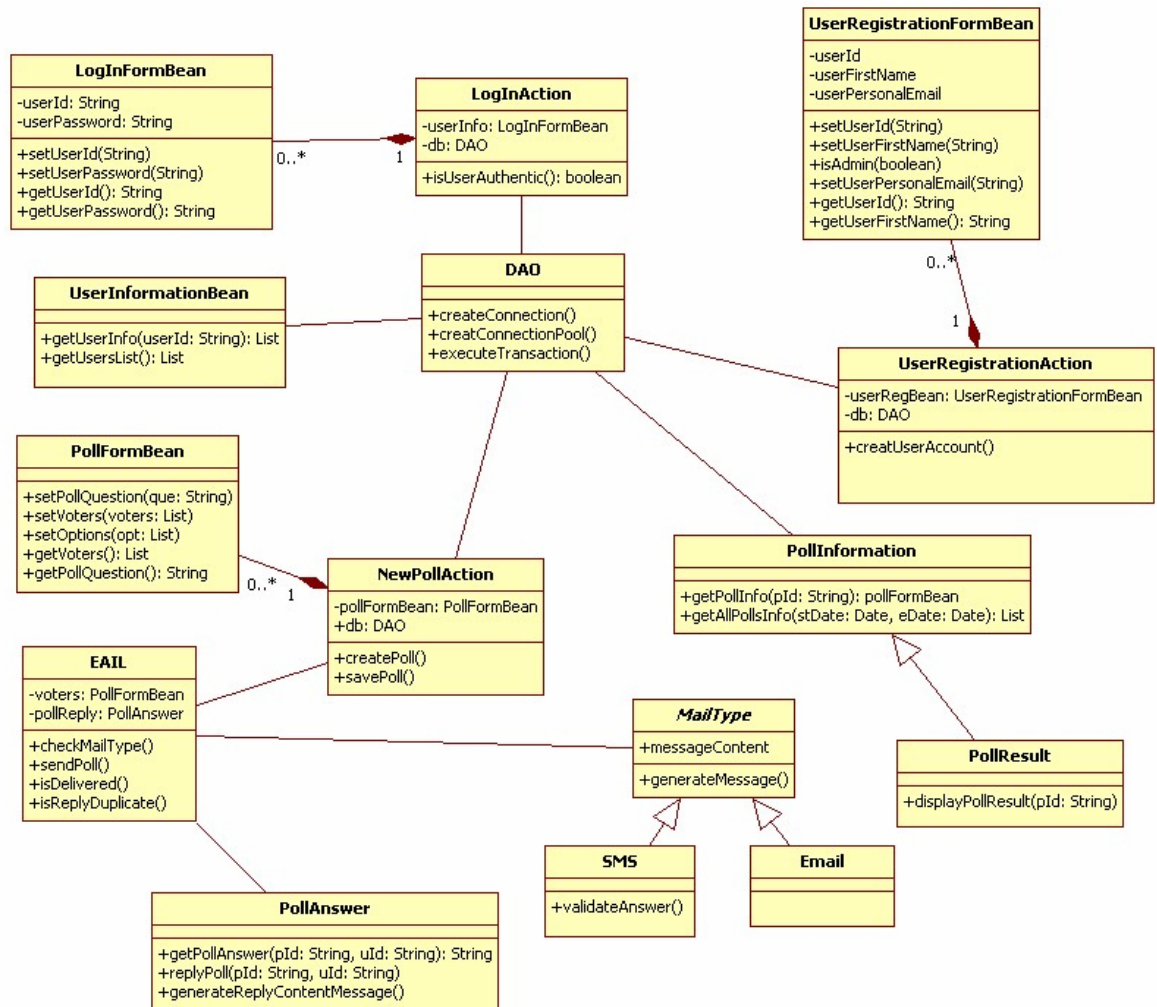 LogInFormBean
-userId: String
-userPassword: String
+setUserId(String)
+setUserPassword(String)
+getUserId(): String
+getUserPassword(): String
0..*
1
LogInAction
-userInfo: LogInFormBean
-db: DAO
+isUserAuthentic(): boolean
UserRegistrationFormBean
-userId
-userFirstName
-userPersonalEmail
+setUserId(String)
+setUserFirstName(String)
+isAdmin(boolean)
+setUserPersonalEmail(String)
+getUserId(): String
+getUserFirstName(): String
0..*
1
UserInformationBean
+getUserInfo(userId: String): List
+getUsersList(): List
DAO
+createConnection()
+creatConnectionPool()
+executeTransaction()
UserRegistrationAction
-userRegBean: UserRegistrationFormBean
-db: DAO
+creatUserAccount()
PollFormBean
+setPollQuestion(que: String)
+setVoters(voters: List)
+setOptions(opt: List)
+getVoters(): List
+getPollQuestion(): String
0..*
1
NewPollAction
-pollFormBean: PollFormBean
+db: DAO
+createPoll()
+savePoll()
PollInformation
+getPollInfo(pId: String): pollFormBean
+getAllPollsInfo(stDate: Date, eDate: Date): List
EAIL
-voters: PollFormBean
-pollReply: PollAnswer
+checkMailType()
+sendPoll()
+isDelivered()
+isReplyDuplicate()
MailType
+messageContent
+generateMessage()
PollResult
+displayPollResult(pId: String)
SMS
+validateAnswer()
Email
PollAnswer
+getPollAnswer(pId: String, uId: String): String
+replyPoll(pId: String, uId: String)
+generateReplyContentMessage()